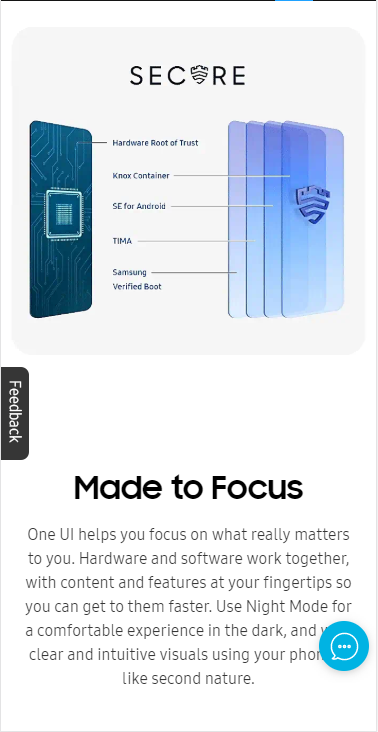 SECURE
Hardware Root of Trust
Knox Container
SE for Android
TIMA
Samsung
Verified Boot
Feedback
Made to Focus
One UI helps you focus on what really matters
to you. Hardware and software work together,
with content and features at your fingertips so
you can get to them faster. Use Night Mode for
a comfortable experience in the dark, and
clear and intuitive visuals using your
like second nature.